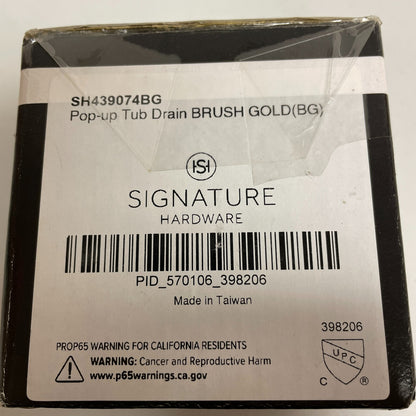 SH439074BG
Pop-up Tub Drain BRUSH GOLD(BG)
SH
SIGNATURE
HARDWARE
PID_570106_398206
Made in Taiwan
398206
PROP65 WARNING FOR CALIFORNIA RESIDENTS
WARNING: Cancer and Reproductive Harm
www.p65warnings.ca.gov
UPC
C ®